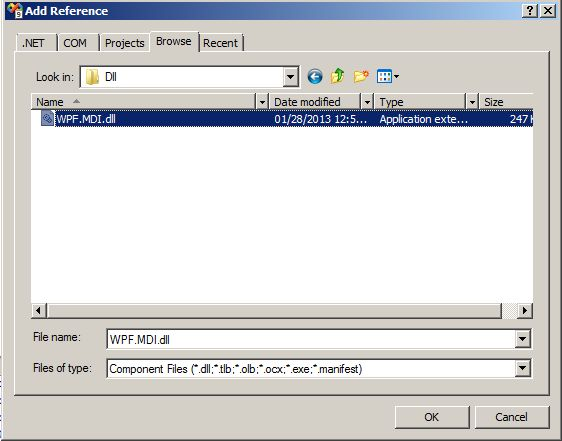 Add Reference
.NET COM Projects Browse Recent
Look in: Dll
Name Date modified Type Size
WPF.MDI.dll 01/28/2013 12:5... Application exte... 247
File name: WPF.MDI.dll
Files of type: Component Files (*.dll;*.tlb;*.olb;*.ocx;*.exe;*.manifest)
OK Cancel